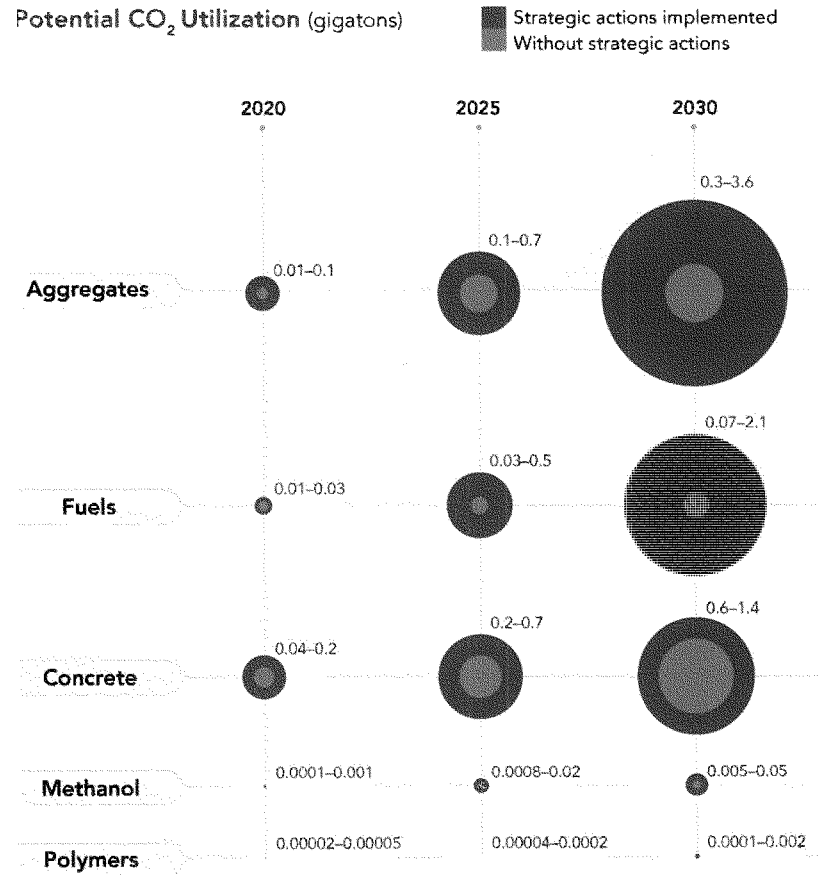 Potential CO₂ Utilization (gigatons)
Strategic actions implemented
Without strategic actions
2020 2025 2030
Aggregates 0.01–0.1 0.1–0.7 0.3–3.6
Fuels 0.01–0.03 0.03–0.5 0.07–2.1
Concrete 0.04–0.2 0.2–0.7 0.6–1.4
Methanol 0.0001–0.001 0.0008–0.02 0.005–0.05
Polymers 0.00002–0.00005 0.00004–0.0002 0.0001–0.002